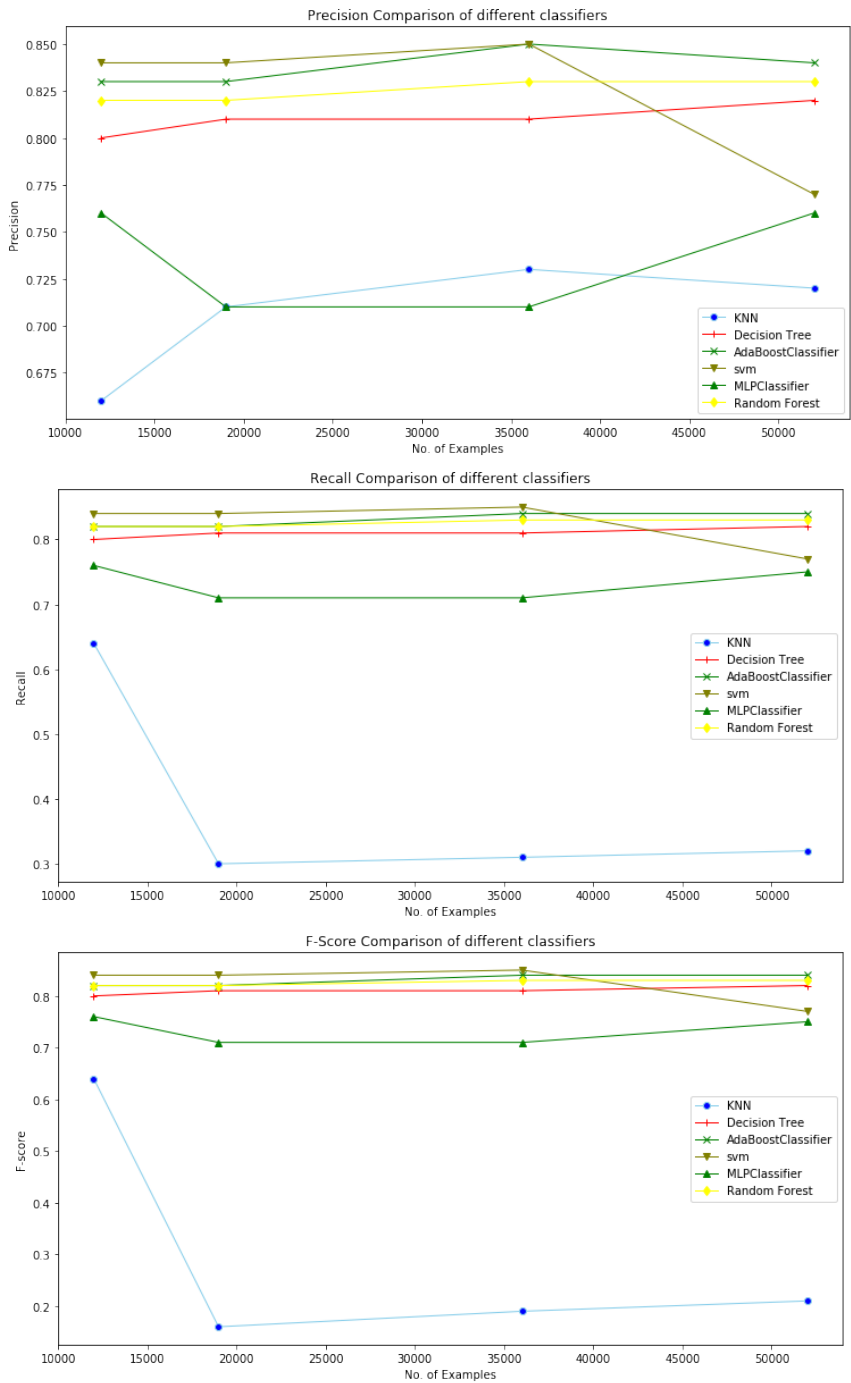 Precision Comparison of different classifiers
0.850
0.825
0.800
0.775
0.750
0.725
0.700
0.675
Precision
KNN
Decision Tree
AdaBoostClassifier
svm
MLPClassifier
Random Forest
10000 15000 20000 25000 30000 35000 40000 45000 50000
No. of Examples
Recall Comparison of different classifiers
0.8
0.7
0.6
0.5
0.4
0.3
Recall
KNN
Decision Tree
AdaBoostClassifier
svm
MLPClassifier
Random Forest
10000 15000 20000 25000 30000 35000 40000 45000 50000
No. of Examples
F-Score Comparison of different classifiers
0.8
0.7
0.6
0.5
0.4
0.3
0.2
F-score
KNN
Decision Tree
AdaBoostClassifier
svm
MLPClassifier
Random Forest
10000 15000 20000 25000 30000 35000 40000 45000 50000
No. of Examples